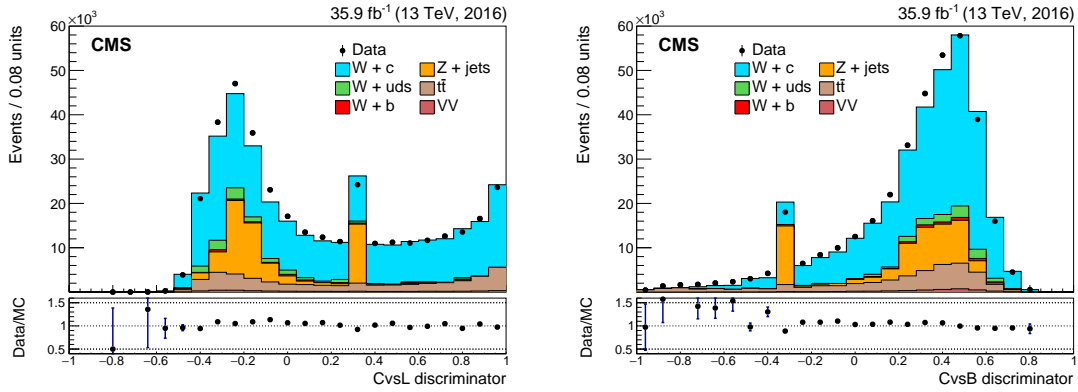 35.9 fb⁻¹ (13 TeV, 2016)
×10³
60
50
40
30
20
10
Events / 0.08 units
CMS
Data
W + c
Z + jets
W + uds
tt̄
W + b
VV
Data/MC
1.5
1
0.5
−1 −0.8 −0.6 −0.4 −0.2 0 0.2 0.4 0.6 0.8 1
CvsL discriminator
35.9 fb⁻¹ (13 TeV, 2016)
×10³
60
50
40
30
20
10
Events / 0.08 units
CMS
Data
W + c
Z + jets
W + uds
tt̄
W + b
VV
Data/MC
1.5
1
0.5
−1 −0.8 −0.6 −0.4 −0.2 0 0.2 0.4 0.6 0.8 1
CvsB discriminator